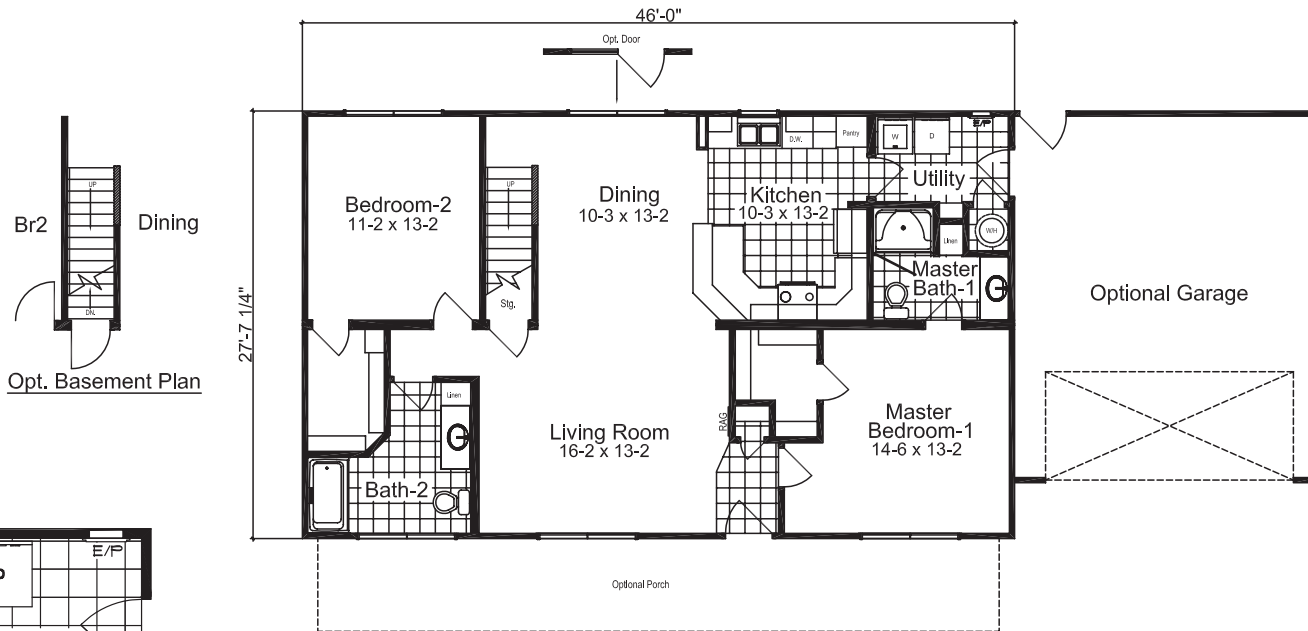 46'-0"
Opt. Door
27'-7 1/4"
UP
Br2
Dining
DN.
Opt. Basement Plan
Bedroom-2
11-2 x 13-2
UP
Stg.
Dining
10-3 x 13-2
D.W.
Pantry
Kitchen
10-3 x 13-2
W
D
E/P
Utility
Linen
W/H
Master
Bath-1
Optional Garage
Linen
Bath-2
Living Room
16-2 x 13-2
RAG
Master
Bedroom-1
14-6 x 13-2
E/P
Optional Porch